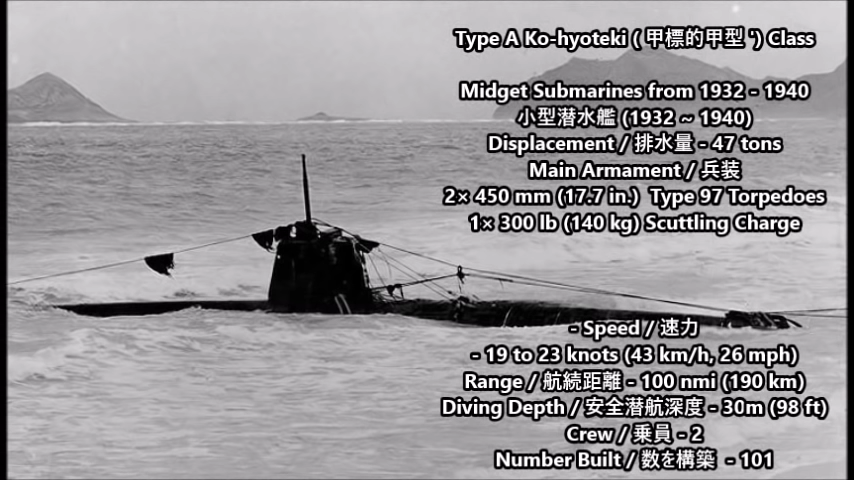 Type A Ko-hyoteki ( 甲標的甲型 ') Class
Midget Submarines from 1932 - 1940
小型潜水艦 (1932 ~ 1940)
Displacement / 排水量 - 47 tons
Main Armament / 兵装
2× 450 mm (17.7 in.) Type 97 Torpedoes
1× 300 lb (140 kg) Scuttling Charge
- Speed / 速力
- 19 to 23 knots (43 km/h, 26 mph)
Range / 航続距離 - 100 nmi (190 km)
Diving Depth / 安全潜航深度 - 30m (98 ft)
Crew / 乗員 - 2
Number Built / 数を構築 - 101